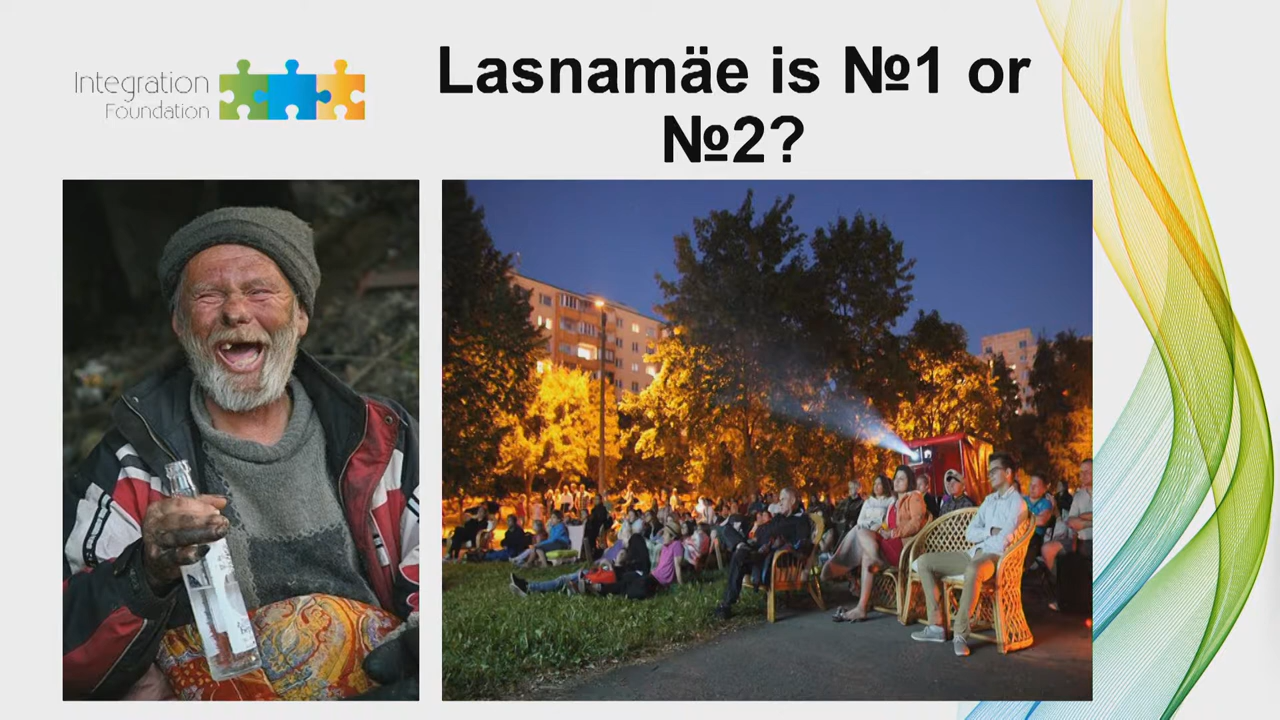 Integration
Foundation
Lasnamäe is №1 or
№2?